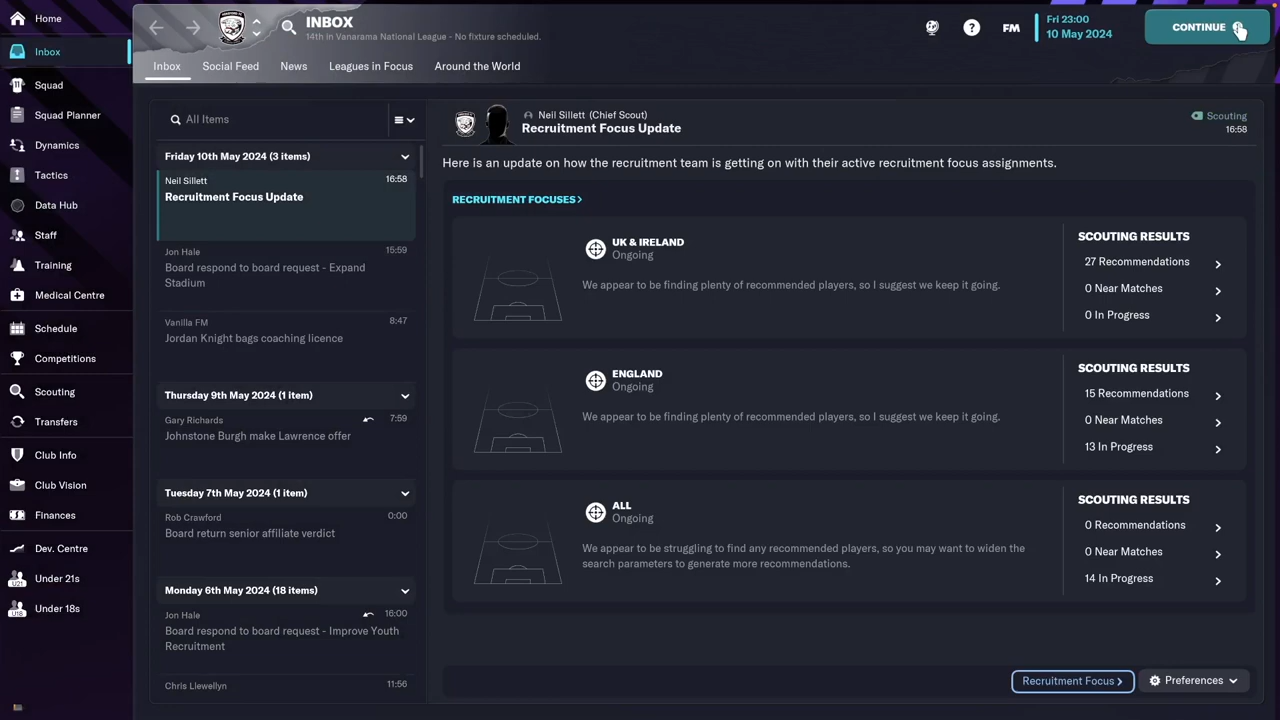 Home
Inbox
Squad
Squad Planner
Dynamics
Tactics
Data Hub
Staff
Training
Medical Centre
Schedule
Competitions
Scouting
Transfers
Club Info
Club Vision
Finances
Dev. Centre
Under 21s
Under 18s
INBOX
14th in Vanarama National League - No fixture scheduled.
FM
Fri 23:00
10 May 2024
CONTINUE
Inbox
Social Feed
News
Leagues in Focus
Around the World
All Items
Friday 10th May 2024 (3 items)
Neil Sillett 16:58
Recruitment Focus Update
Jon Hale 15:59
Board respond to board request - Expand
Stadium
Vanilla FM 8:47
Jordan Knight bags coaching licence
Thursday 9th May 2024 (1 item)
Gary Richards 7:59
Johnstone Burgh make Lawrence offer
Tuesday 7th May 2024 (1 item)
Rob Crawford 0:00
Board return senior affiliate verdict
Monday 6th May 2024 (18 items)
Jon Hale 16:00
Board respond to board request - Improve Youth
Recruitment
Chris Llewellyn 11:56
Neil Sillett (Chief Scout)
Recruitment Focus Update
Scouting
16:58
Here is an update on how the recruitment team is getting on with their active recruitment focus assignments.
RECRUITMENT FOCUSES >
UK & IRELAND
Ongoing
We appear to be finding plenty of recommended players, so I suggest we keep it going.
SCOUTING RESULTS
27 Recommendations
0 Near Matches
0 In Progress
ENGLAND
Ongoing
We appear to be finding plenty of recommended players, so I suggest we keep it going.
SCOUTING RESULTS
15 Recommendations
0 Near Matches
13 In Progress
ALL
Ongoing
We appear to be struggling to find any recommended players, so you may want to widen the
search parameters to generate more recommendations.
SCOUTING RESULTS
0 Recommendations
0 Near Matches
14 In Progress
Recruitment Focus >
Preferences